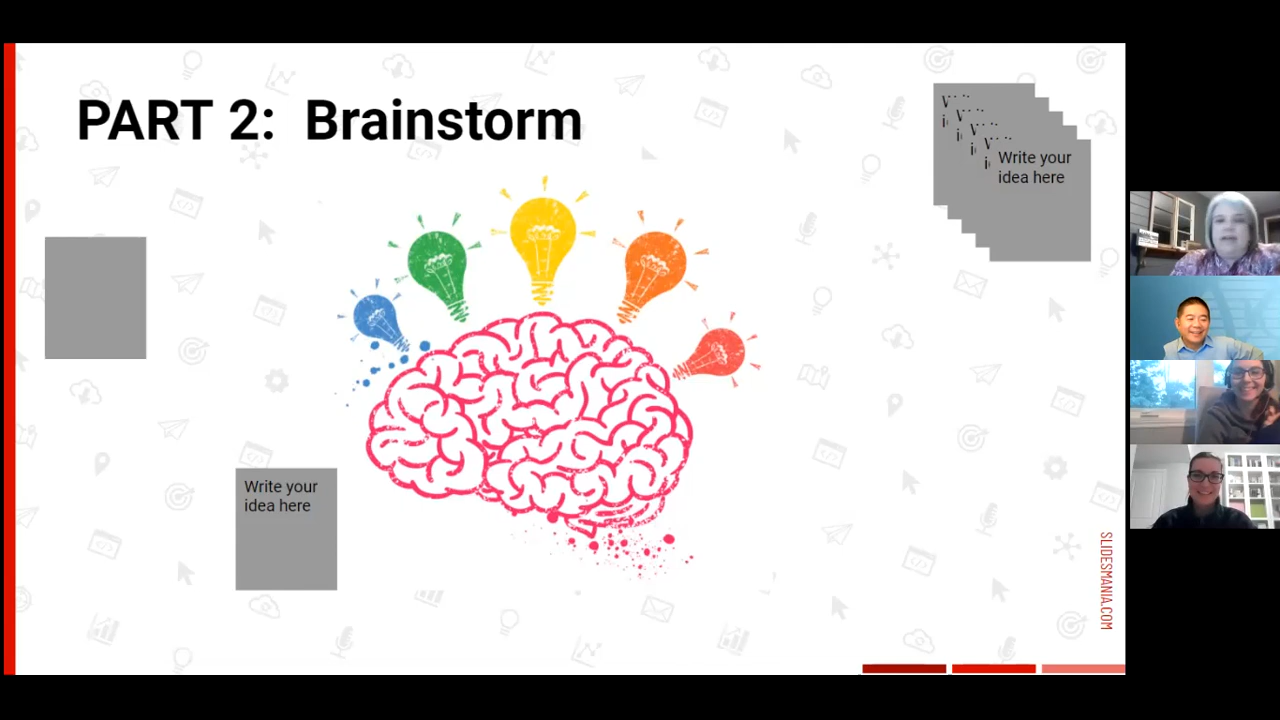 PART 2: Brainstorm
Write your
idea here
Write your
idea here
SLIDESMANIA.COM